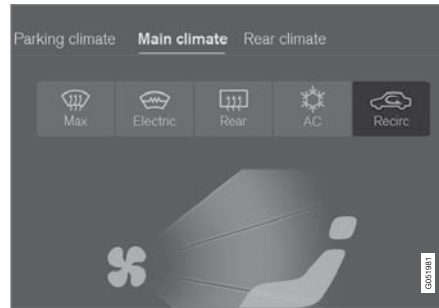 Parking climate Main climate Rear climate
Max Electric Rear AC Recirc
G051981